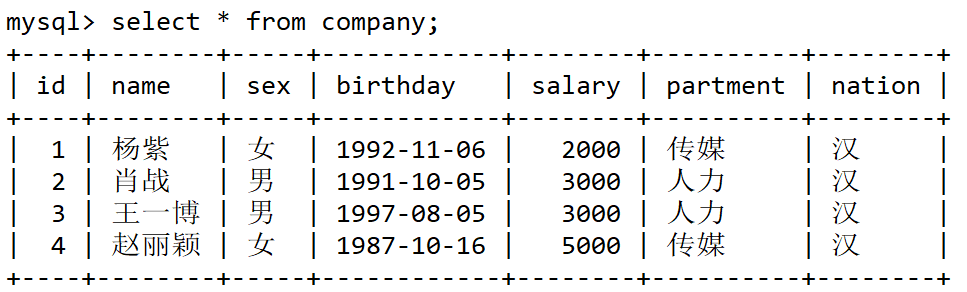 mysql> select * from company;
+----+--------+-----+------------+--------+----------+--------+
| id | name   | sex | birthday   | salary | partment | nation |
+----+--------+-----+------------+--------+----------+--------+
|  1 | 杨紫   | 女  | 1992-11-06 |   2000 | 传媒     | 汉     |
|  2 | 肖战   | 男  | 1991-10-05 |   3000 | 人力     | 汉     |
|  3 | 王一博 | 男  | 1997-08-05 |   3000 | 人力     | 汉     |
|  4 | 赵丽颖 | 女  | 1987-10-16 |   5000 | 传媒     | 汉     |
+----+--------+-----+------------+--------+----------+--------+